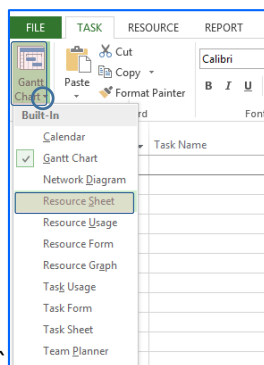 FILE TASK RESOURCE REPORT
Gantt Chart
Paste
Cut
Copy
Format Painter
Calibri
B I U
Built-In
rd
Fon
Task Name
Calendar
Gantt Chart
Network Diagram
Resource Sheet
Resource Usage
Resource Form
Resource Graph
Task Usage
Task Form
Task Sheet
Team Planner